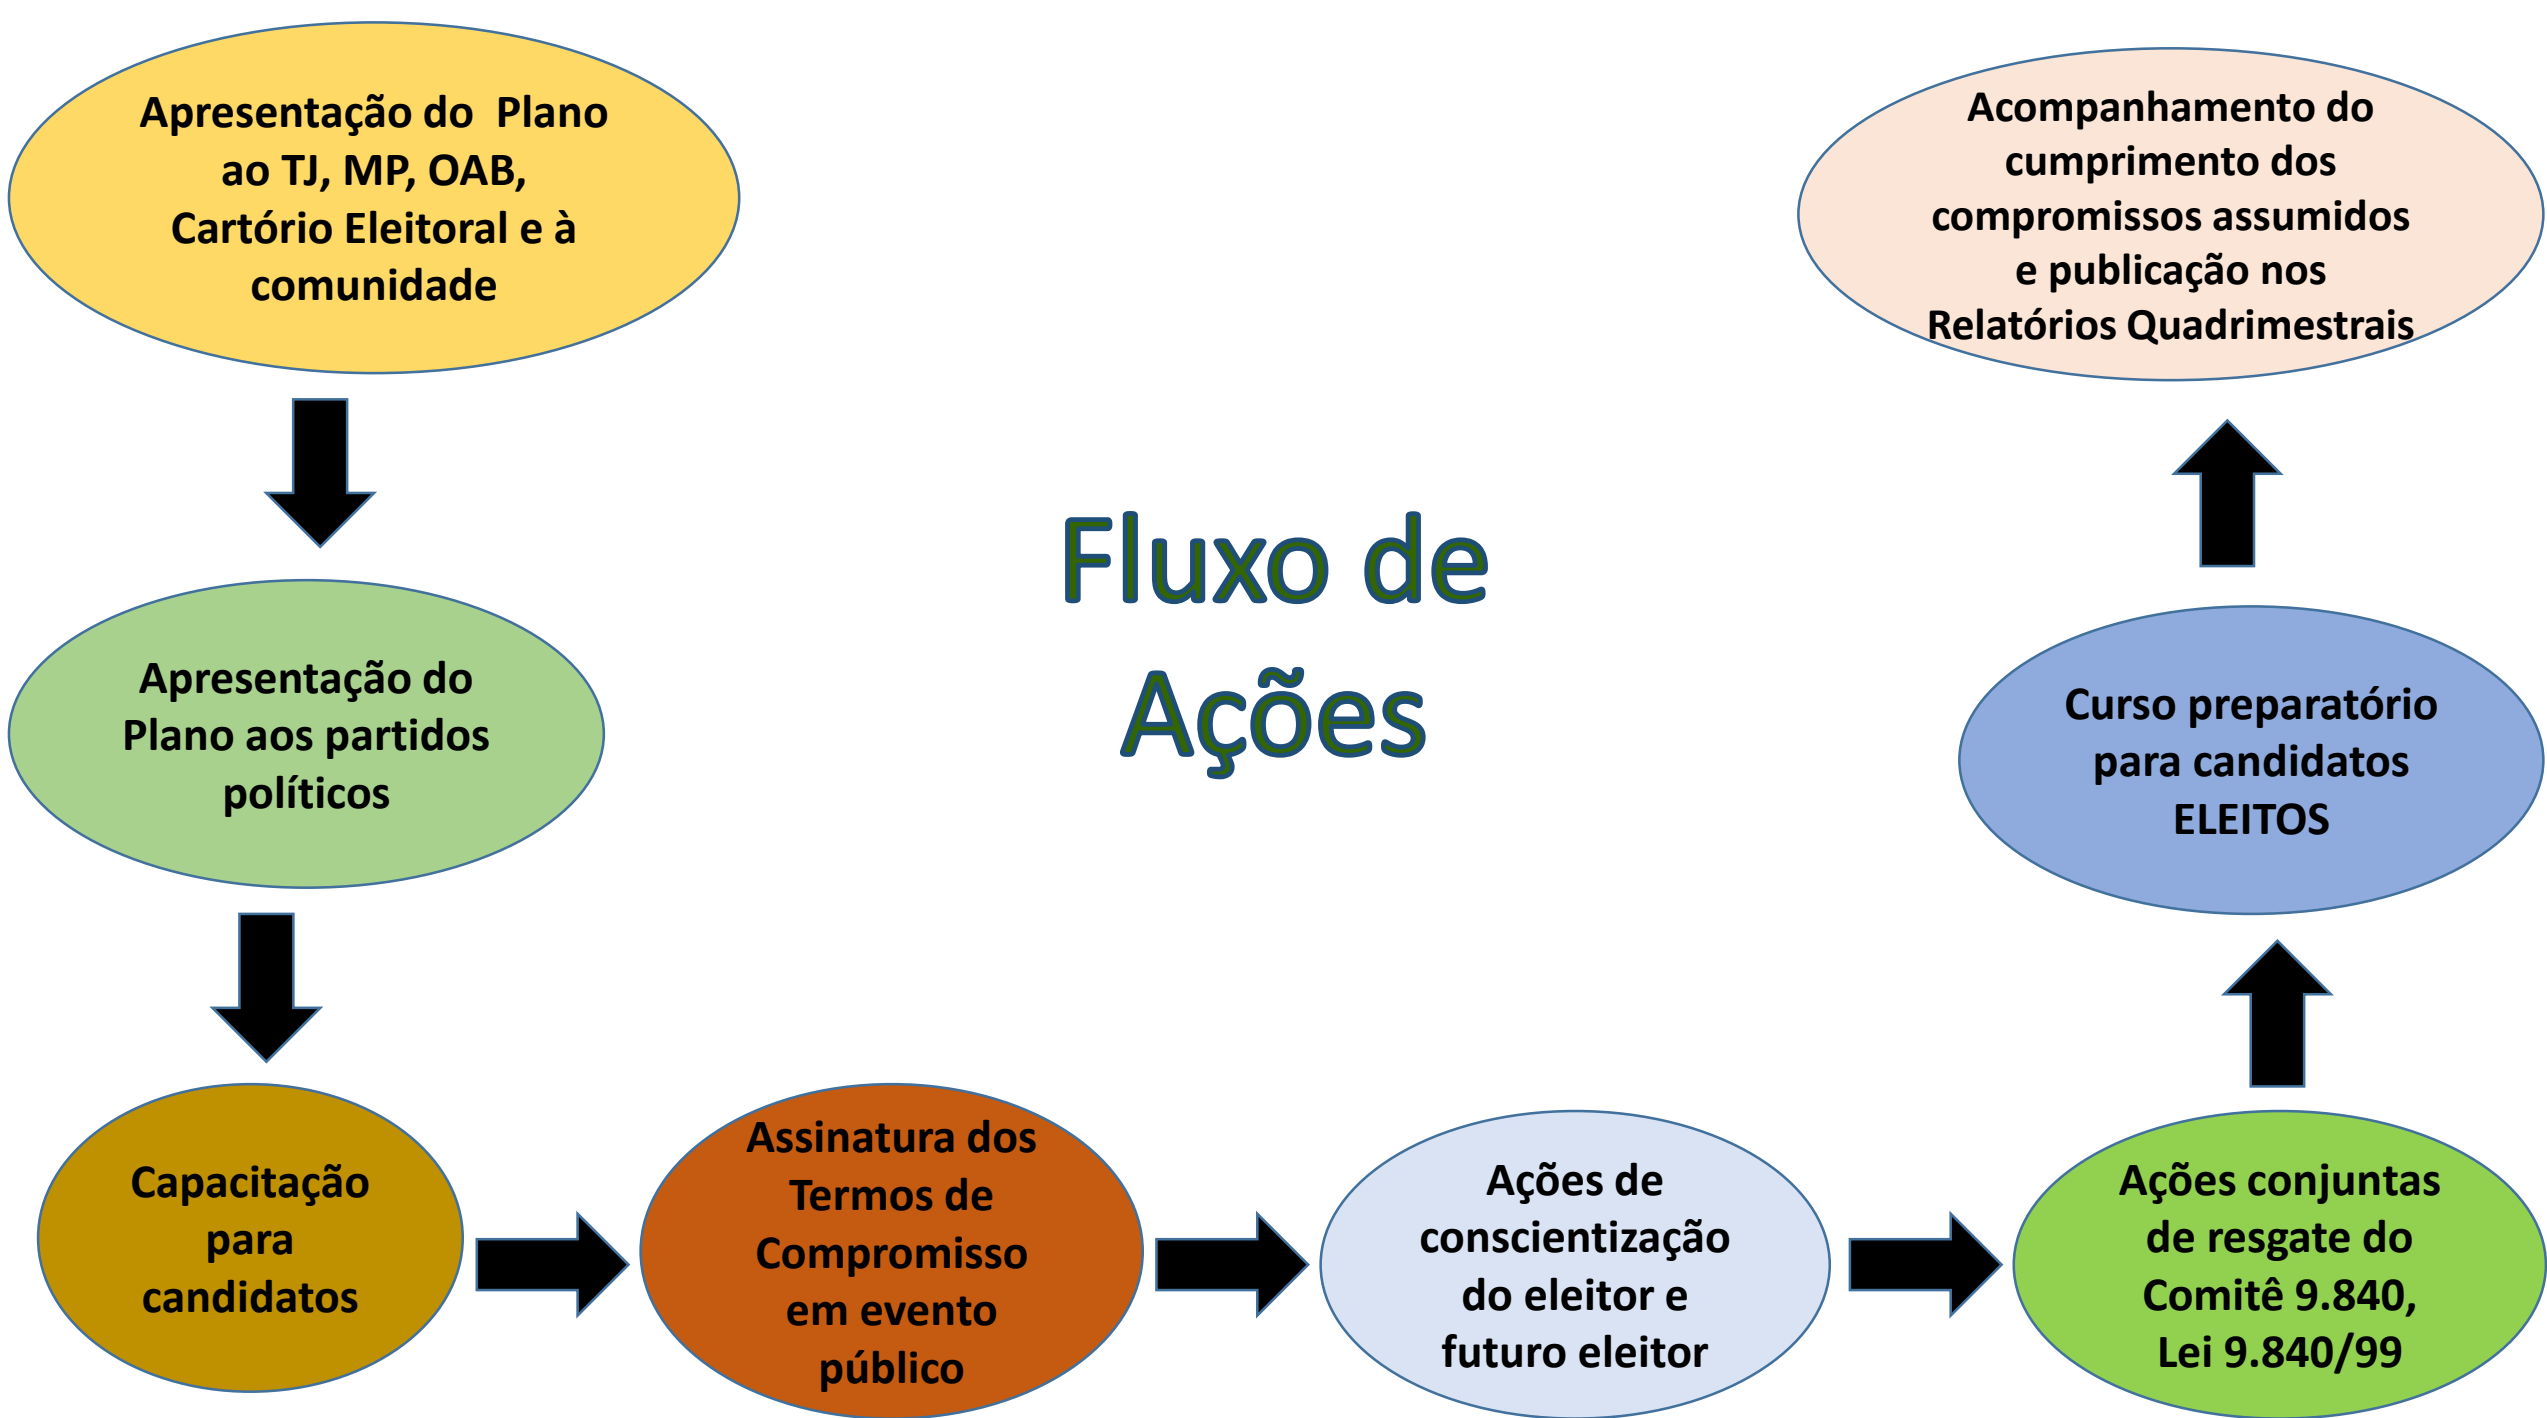 Apresentação do Plano
ao TJ, MP, OAB,
Cartório Eleitoral e à
comunidade
Apresentação do
Plano aos partidos
políticos
Capacitação
para
candidatos
Assinatura dos
Termos de
Compromisso
em evento
público
Ações de
conscientização
do eleitor e
futuro eleitor
Ações conjuntas
de resgate do
Comitê 9.840,
Lei 9.840/99
Curso preparatório
para candidatos
ELEITOS
Acompanhamento do
cumprimento dos
compromissos assumidos
e publicação nos
Relatórios Quadrimestrais
Fluxo de
Ações